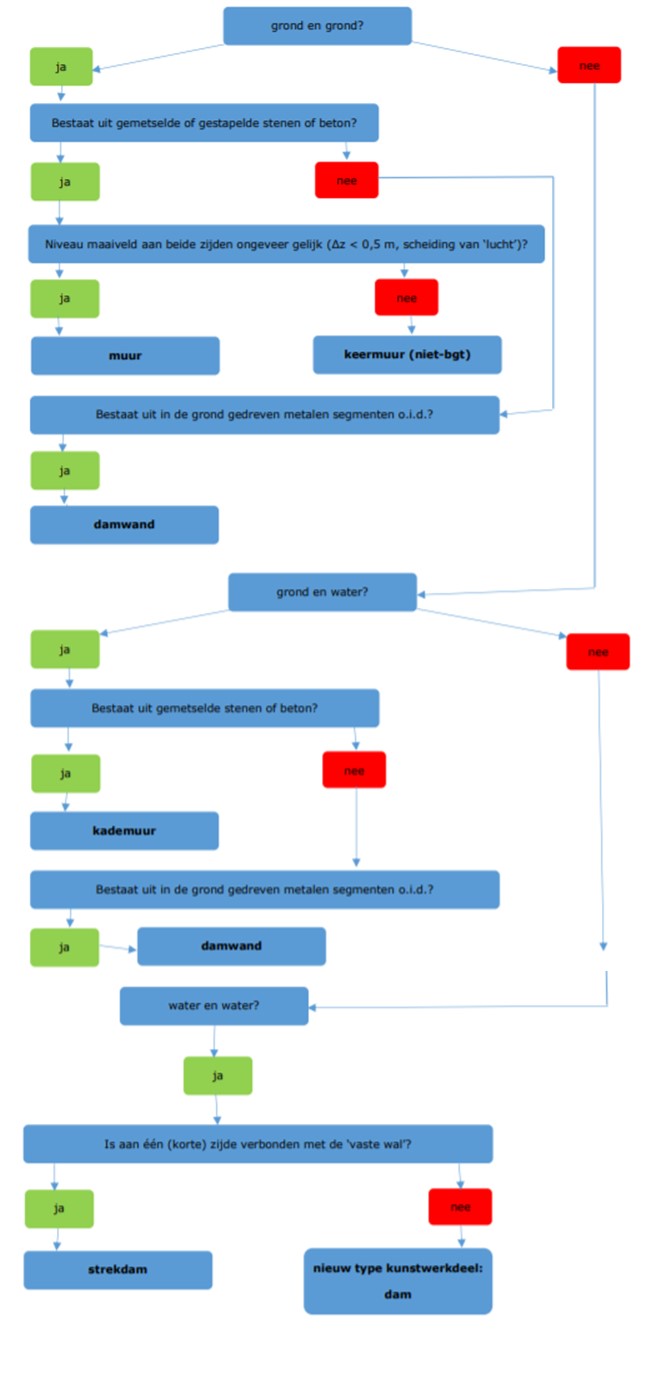 grond en grond?
ja
nee
Bestaat uit gemetselde of gestapelde stenen of beton?
ja
nee
Niveau maaiveld aan beide zijden ongeveer gelijk (Δz < 0,5 m, scheiding van 'lucht')?
ja
nee
muur
keermuur (niet-bgt)
Bestaat uit in de grond gedreven metalen segmenten o.i.d.?
ja
damwand
grond en water?
ja
nee
Bestaat uit gemetselde stenen of beton?
ja
nee
kademuur
Bestaat uit in de grond gedreven metalen segmenten o.i.d.?
ja
damwand
water en water?
ja
Is aan één (korte) zijde verbonden met de 'vaste wal'?
ja
nee
strekdam
nieuw type kunstwerkdeel:
dam